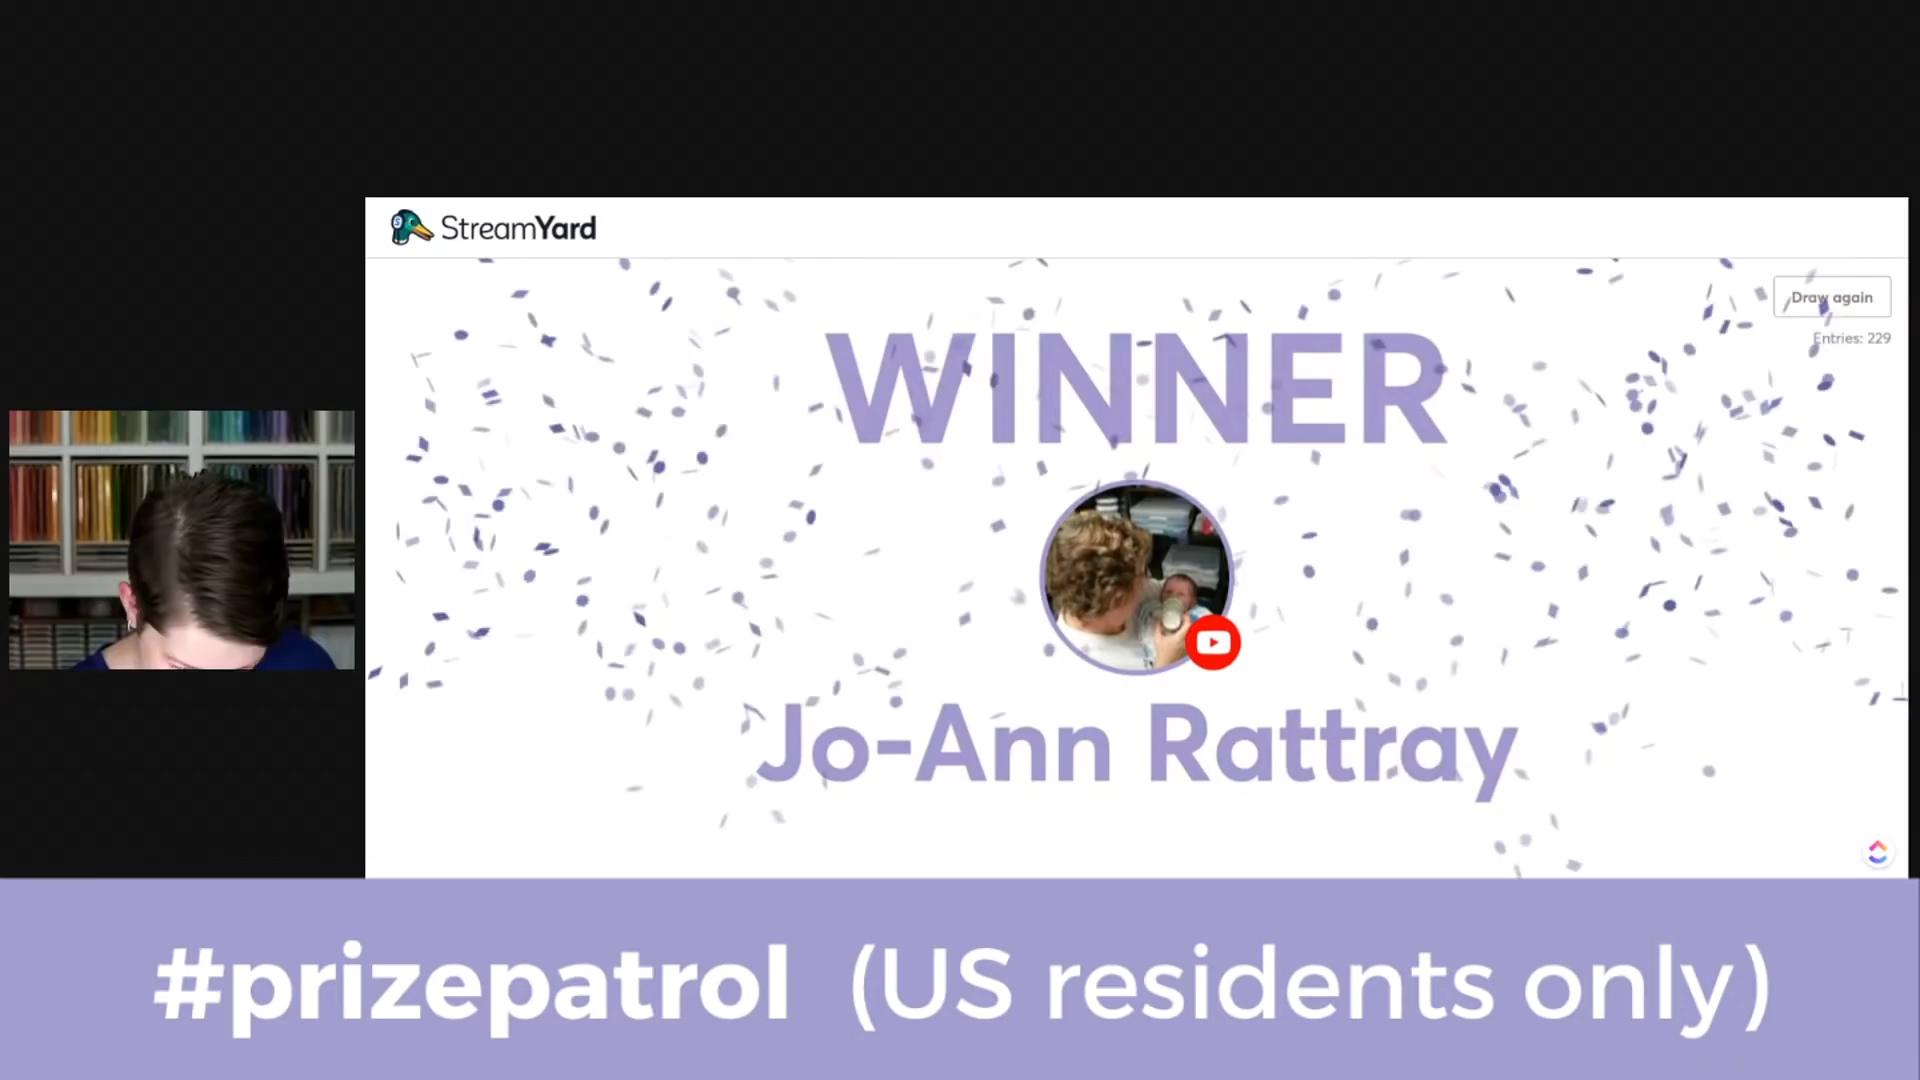 StreamYard
Draw again
Entries: 229
WINNER
Jo-Ann Rattray
#prizepatrol (US residents only)